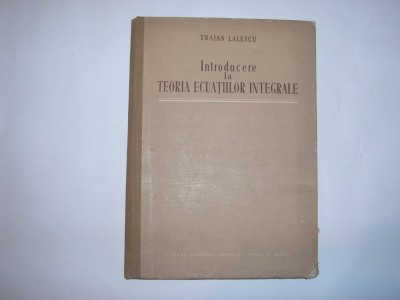 TRAIAN LALESCU
Introducere
la
TEORIA ECUAȚIILOR INTEGRALE